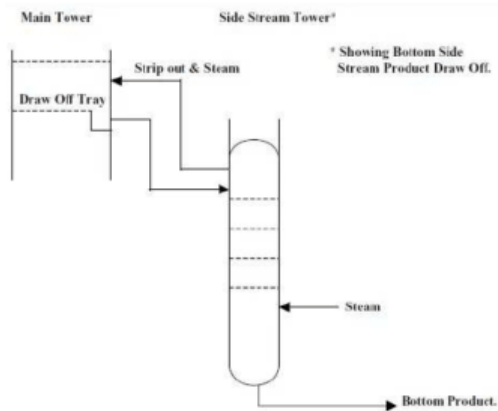 Main Tower
Side Stream Tower*
* Showing Bottom Side
Stream Product Draw Off.
Strip out & Steam
Draw Off Tray
Steam
Bottom Product.